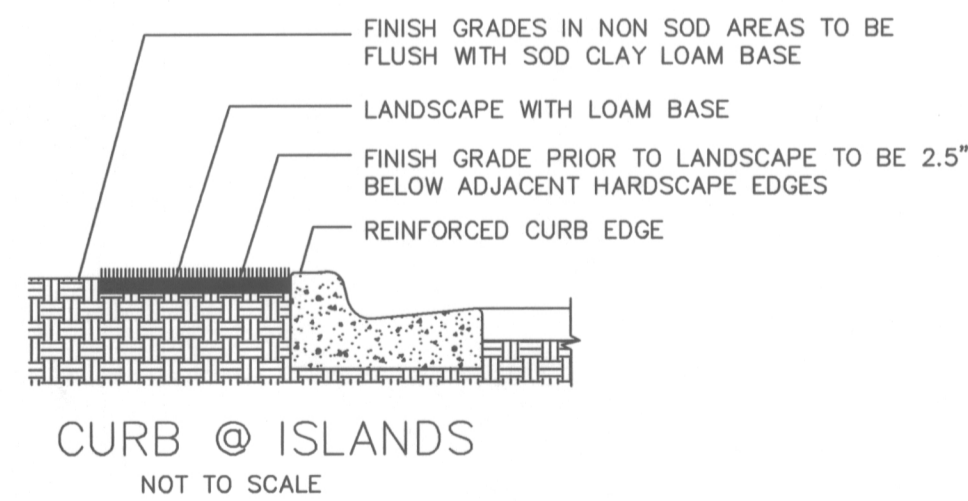 FINISH GRADES IN NON SOD AREAS TO BE
FLUSH WITH SOD CLAY LOAM BASE
LANDSCAPE WITH LOAM BASE
FINISH GRADE PRIOR TO LANDSCAPE TO BE 2.5"
BELOW ADJACENT HARDSCAPE EDGES
REINFORCED CURB EDGE
CURB @ ISLANDS
NOT TO SCALE